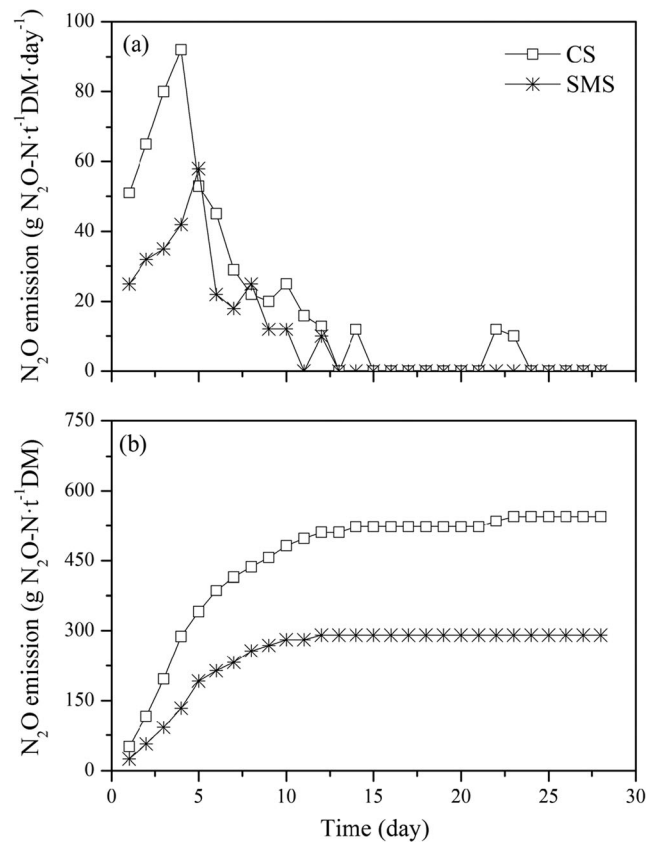 (a)
CS
SMS
N₂O emission (g N₂O-N·t⁻¹DM·day⁻¹)
100
80
60
40
20
0
(b)
N₂O emission (g N₂O-N·t⁻¹DM)
750
600
450
300
150
0
0 5 10 15 20 25 30
Time (day)